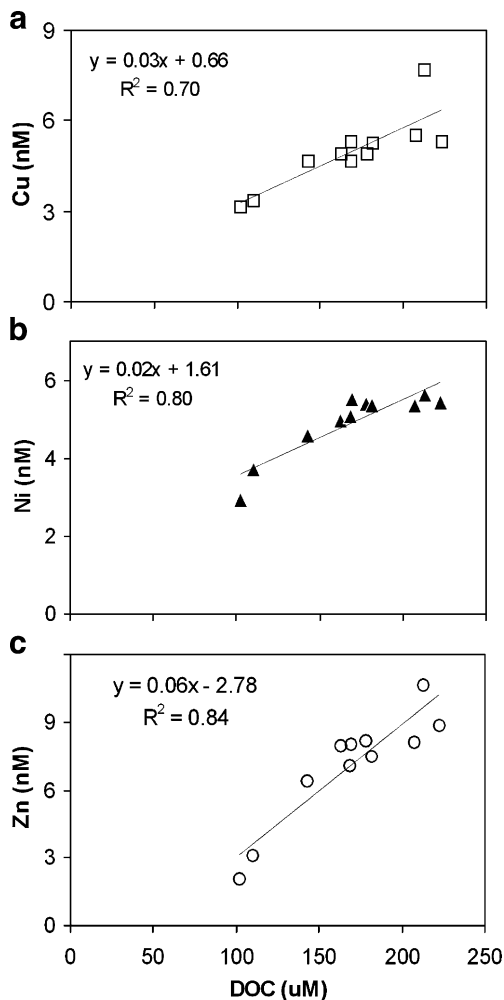 a
9
y = 0.03x + 0.66
R² = 0.70
6
Cu (nM)
3
0
b
y = 0.02x + 1.61
R² = 0.80
6
4
Ni (nM)
2
0
c
y = 0.06x - 2.78
R² = 0.84
9
6
Zn (nM)
3
0
0 50 100 150 200 250
DOC (uM)